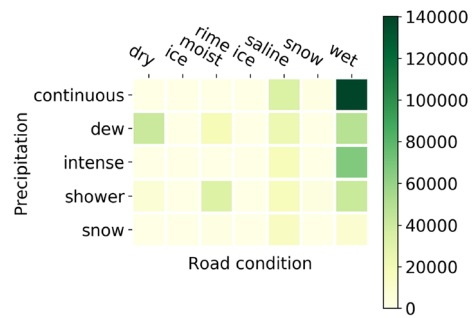 dry ice rime moist ice saline snow wet
140000
120000
100000
80000
60000
40000
20000
0
continuous
dew
intense
shower
snow
Precipitation
Road condition